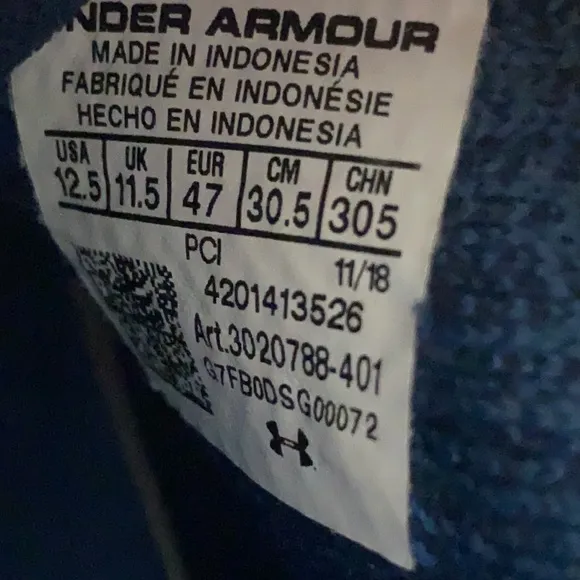 UNDER ARMOUR
MADE IN INDONESIA
FABRIQUÉ EN INDONÉSIE
HECHO EN INDONESIA
USA UK EUR CM CHN
12.5 11.5 47 30.5 305
PCI 11/18
4201413526
Art.3020788-401
G7FB0DSG00072